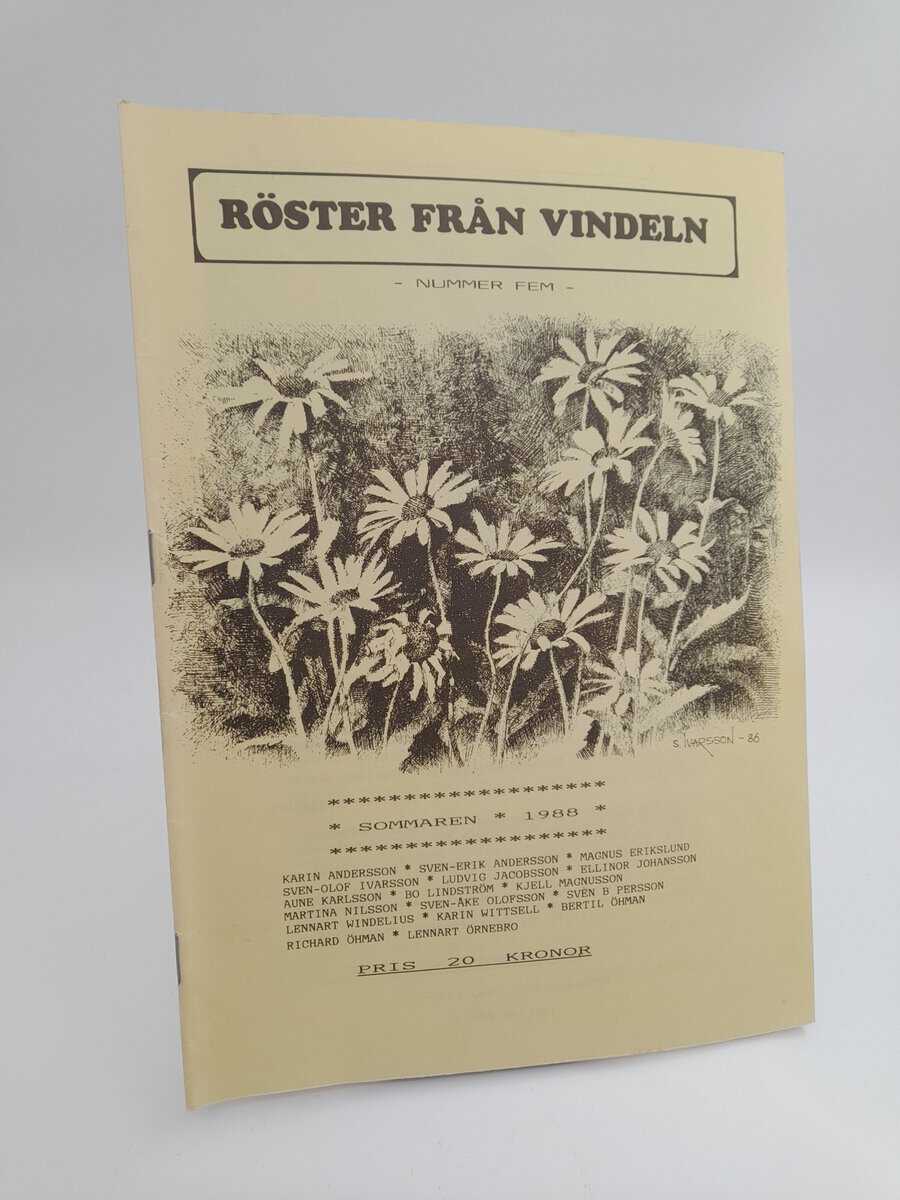 RÖSTER FRÅN VINDELN
- NUMMER FEM -
S. IVARSSON - 86
*******************
* SOMMAREN * 1988 *
*******************
KARIN ANDERSSON * SVEN-ERIK ANDERSSON * MAGNUS ERIKSLUND
SVEN-OLOF IVARSSON * LUDVIG JACOBSSON * ELLINOR JOHANSSON
AUNE KARLSSON * BO LINDSTRÖM * KJELL MAGNUSSON
MARTINA NILSSON * SVEN-ÅKE OLOFSSON * SVEN B PERSSON
LENNART WINDELIUS * KARIN WITTSELL * BERTIL ÖHMAN
RICHARD ÖHMAN * LENNART ÖRNEBRO
PRIS 20 KRONOR